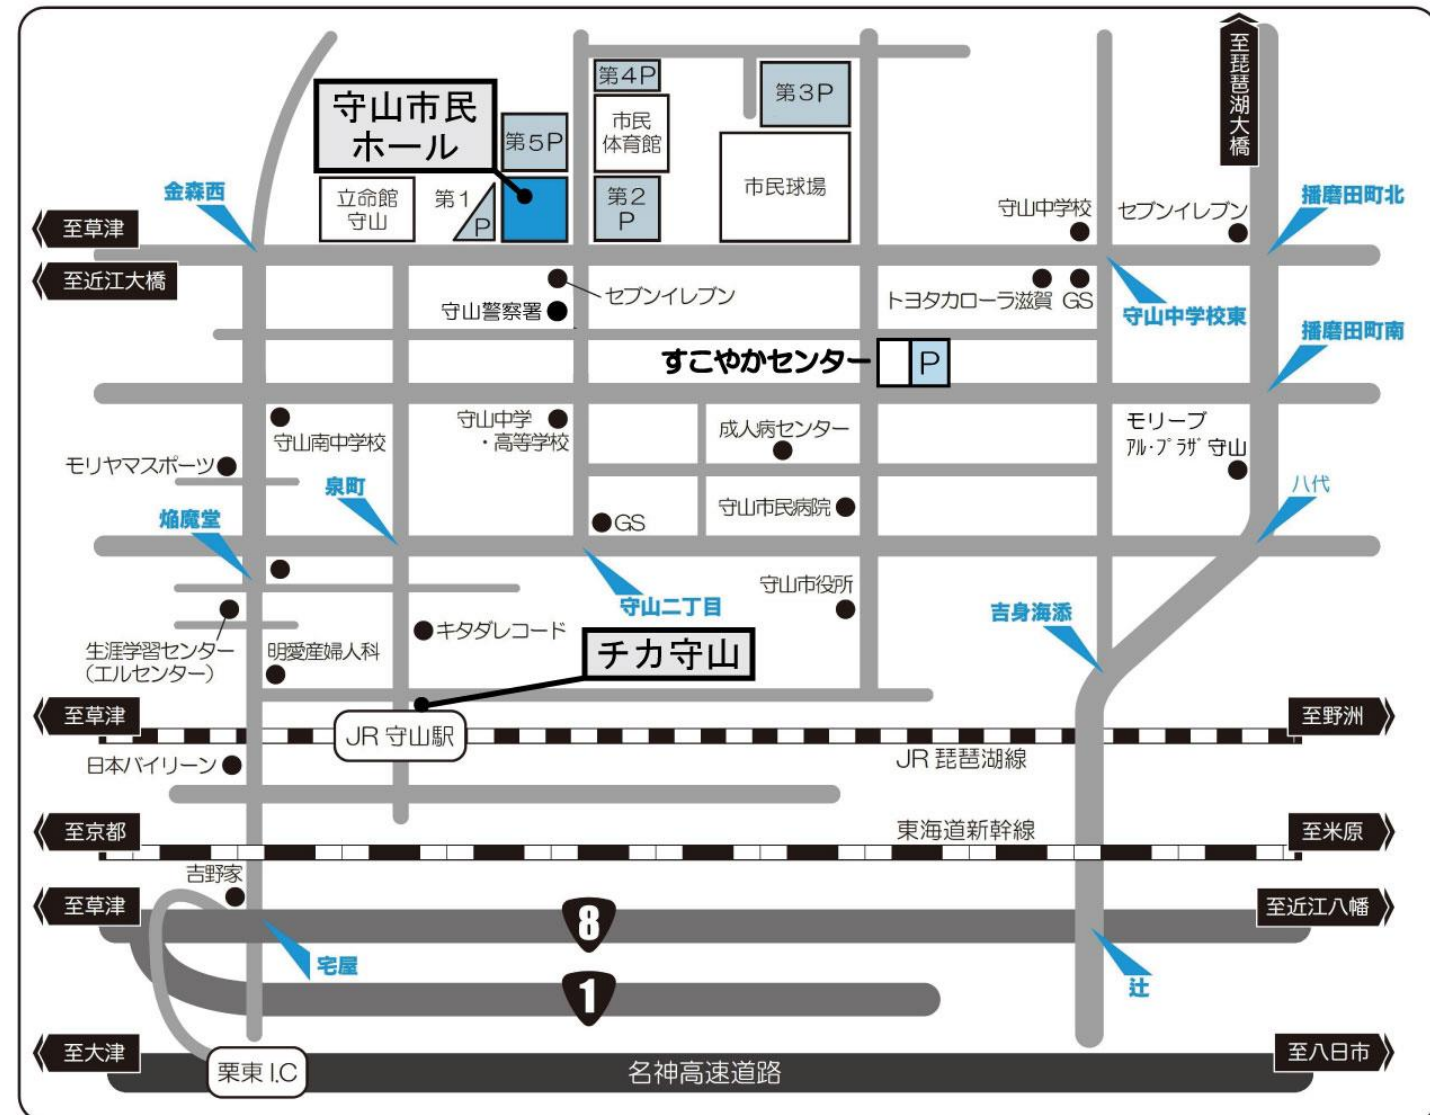 至琵琶湖大橋
第4P
第3P
守山市民
ホール
第5P
市民
体育館
立命館
守山
第1
P
第2
P
市民球場
金森西
守山中学校
セブンイレブン
播磨田町北
至草津
至近江大橋
セブンイレブン
トヨタカローラ滋賀
GS
守山警察署
守山中学校東
播磨田町南
すこやかセンター
P
守山南中学校
守山中学
・高等学校
成人病センター
モリーブ
アル・プラザ 守山
モリヤマスポーツ
泉町
八代
焔魔堂
GS
守山市民病院
守山市役所
守山二丁目
吉身海添
キタダレコード
チカ守山
生涯学習センター
(エルセンター)
明愛産婦人科
至草津
JR 守山駅
至野洲
JR 琵琶湖線
日本バイリーン
至京都
東海道新幹線
至米原
吉野家
至草津
8
至近江八幡
宅屋
辻
1
至大津
栗東 I.C
名神高速道路
至八日市